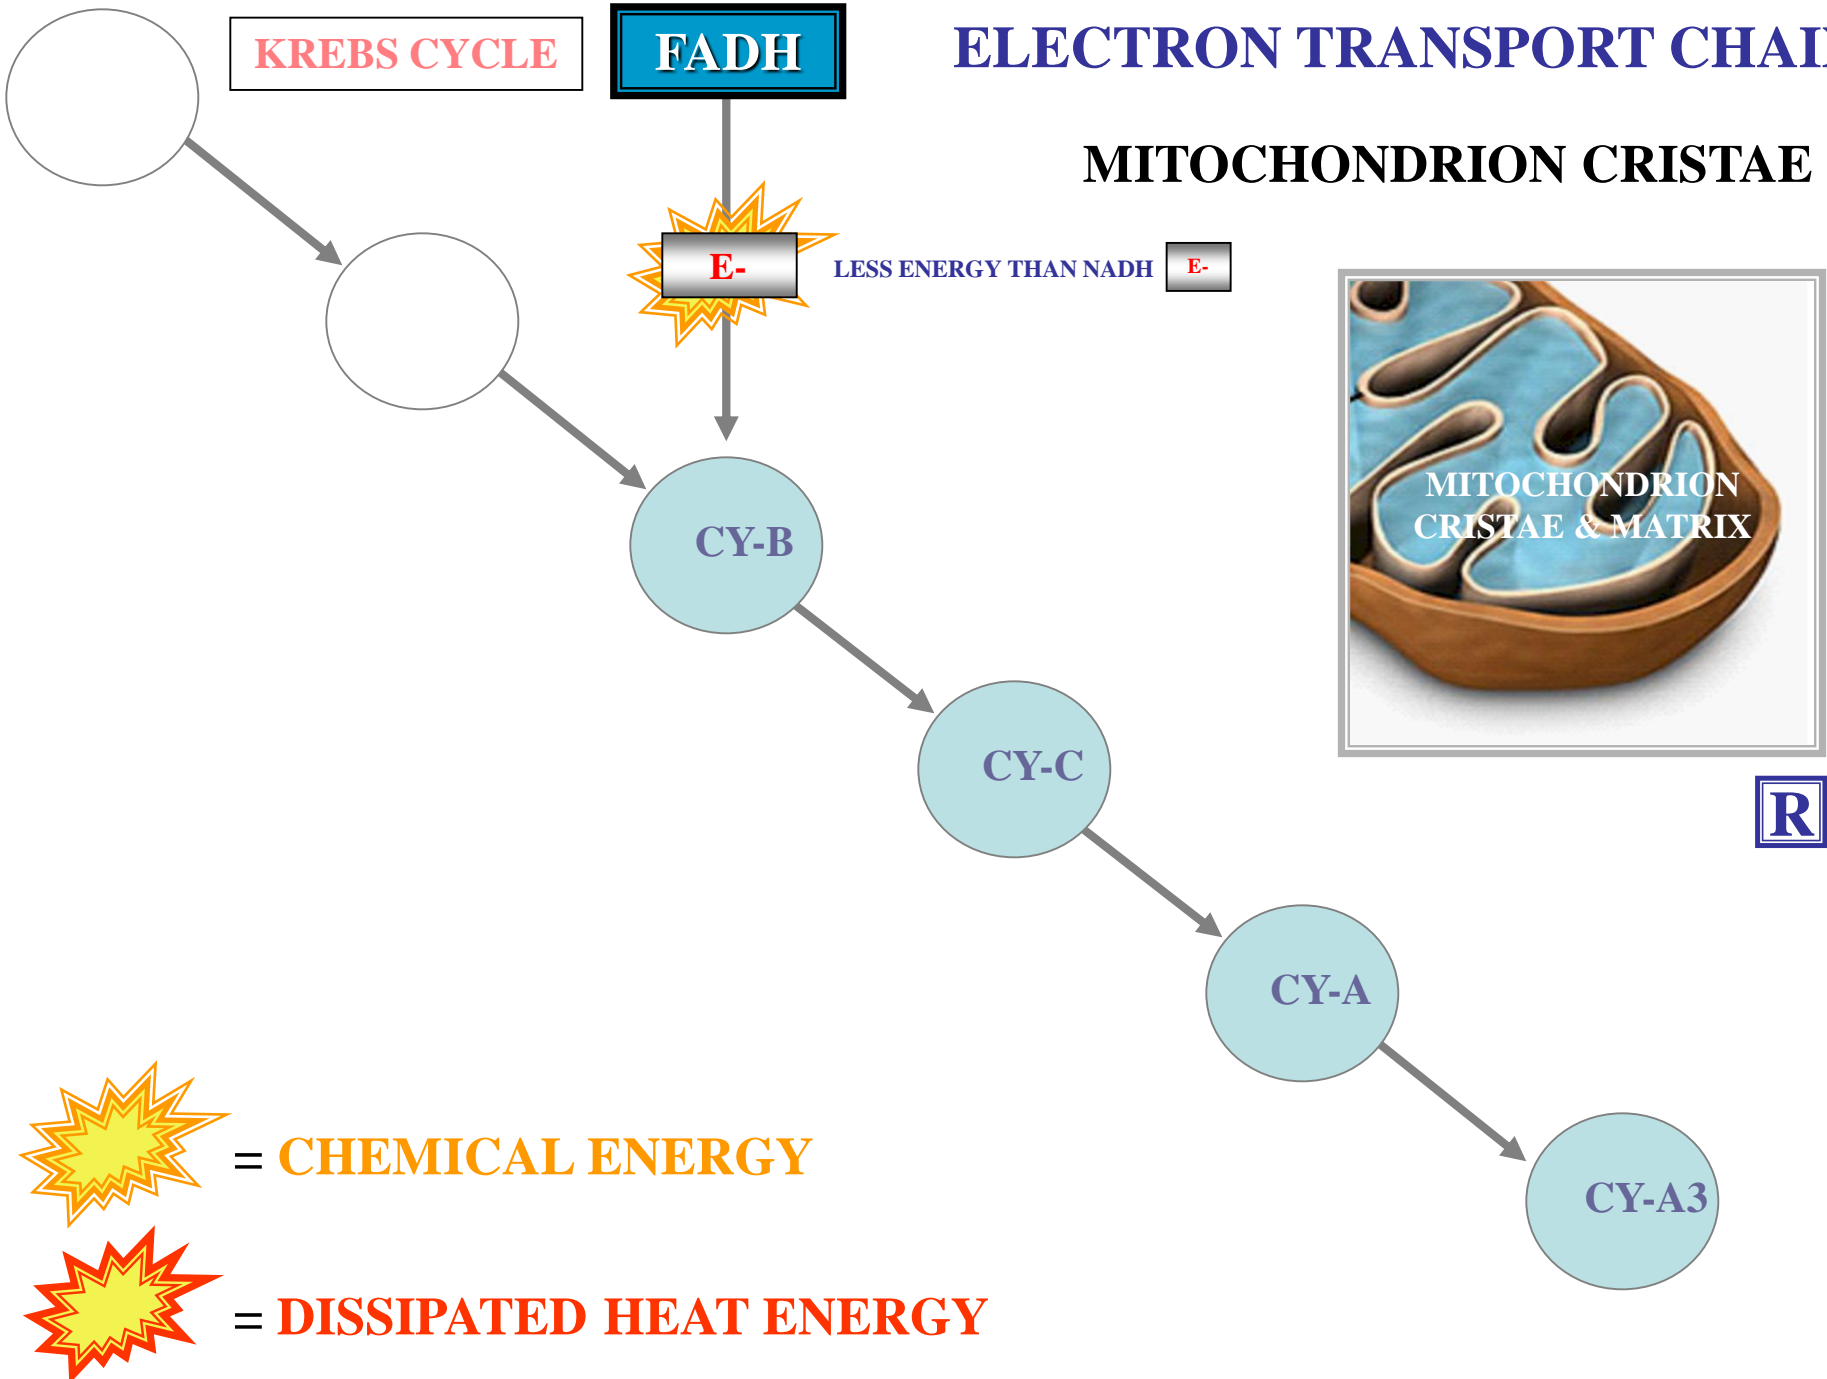 KREBS CYCLE
FADH
ELECTRON TRANSPORT CHAI
MITOCHONDRION CRISTAE
E-
LESS ENERGY THAN NADH
E-
MITOCHONDRION
CRISTAE & MATRIX
CY-B
CY-C
R
CY-A
= CHEMICAL ENERGY
CY-A3
= DISSIPATED HEAT ENERGY